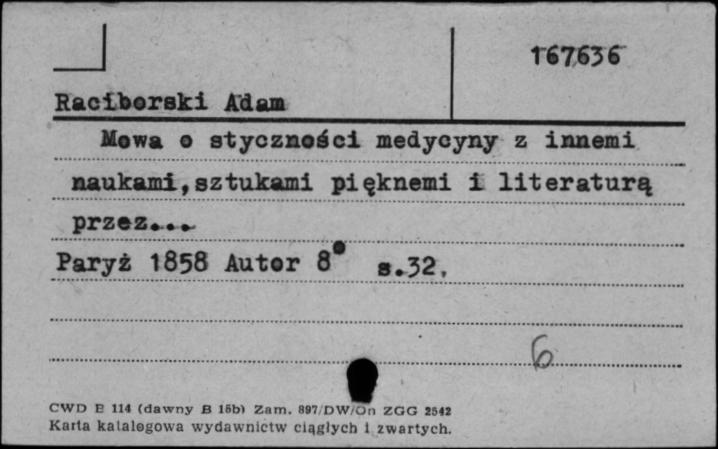 167636
Raciborski Adam
Mowa o styczności medycyny z innemi
naukami,sztukami pięknemi i literaturą
przez...
Paryż 1858 Autor 8° s.32.
6
CWD E 114 (dawny B 15b) Zam. 897/DW/On ZGG 2542
Karta katalogowa wydawnictw ciągłych i zwartych.